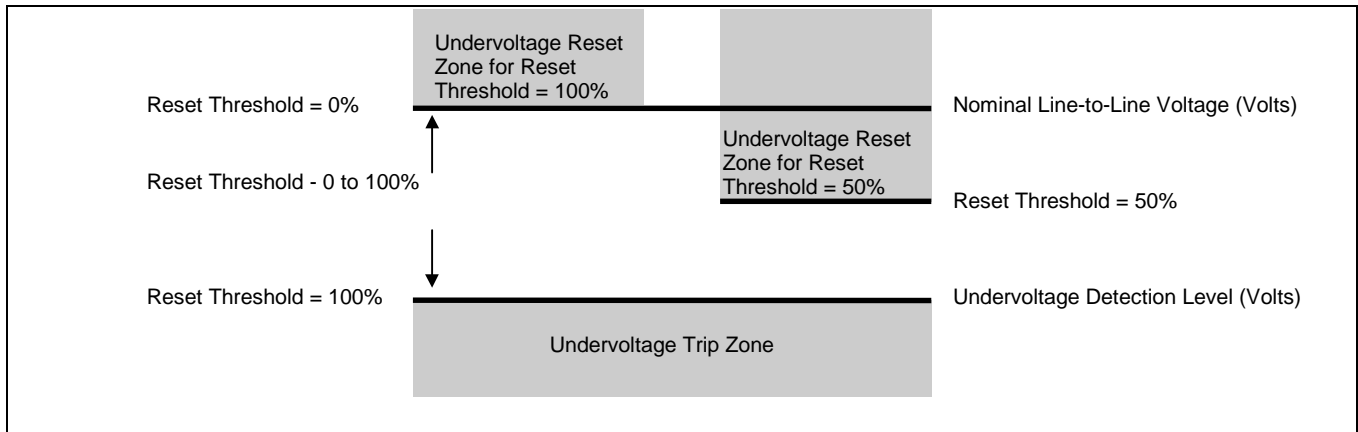 Undervoltage Reset
Zone for Reset
Threshold = 100%
Reset Threshold = 0%
Nominal Line-to-Line Voltage (Volts)
Undervoltage Reset
Zone for Reset
Threshold = 50%
Reset Threshold - 0 to 100%
Reset Threshold = 50%
Reset Threshold = 100%
Undervoltage Detection Level (Volts)
Undervoltage Trip Zone